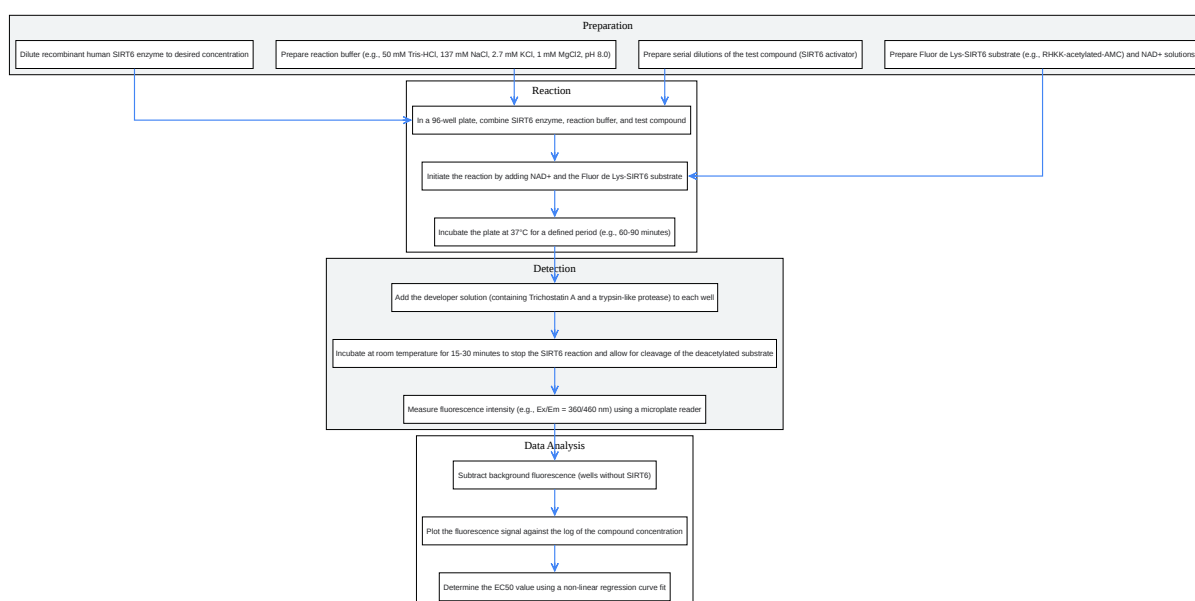 Preparation
Dilute recombinant human SIRT6 enzyme to desired concentration
Prepare reaction buffer (e.g., 50 mM Tris-HCl, 137 mM NaCl, 2.7 mM KCl, 1 mM MgCl2, pH 8.0)
Prepare serial dilutions of the test compound (SIRT6 activator)
Prepare Fluor de Lys-SIRT6 substrate (e.g., RHKK-acetylated-AMC) and NAD+ solutions
Reaction
In a 96-well plate, combine SIRT6 enzyme, reaction buffer, and test compound
Initiate the reaction by adding NAD+ and the Fluor de Lys-SIRT6 substrate
Incubate the plate at 37°C for a defined period (e.g., 60-90 minutes)
Detection
Add the developer solution (containing Trichostatin A and a trypsin-like protease) to each well
Incubate at room temperature for 15-30 minutes to stop the SIRT6 reaction and allow for cleavage of the deacetylated substrate
Measure fluorescence intensity (e.g., Ex/Em = 360/460 nm) using a microplate reader
Data Analysis
Subtract background fluorescence (wells without SIRT6)
Plot the fluorescence signal against the log of the compound concentration
Determine the EC50 value using a non-linear regression curve fit